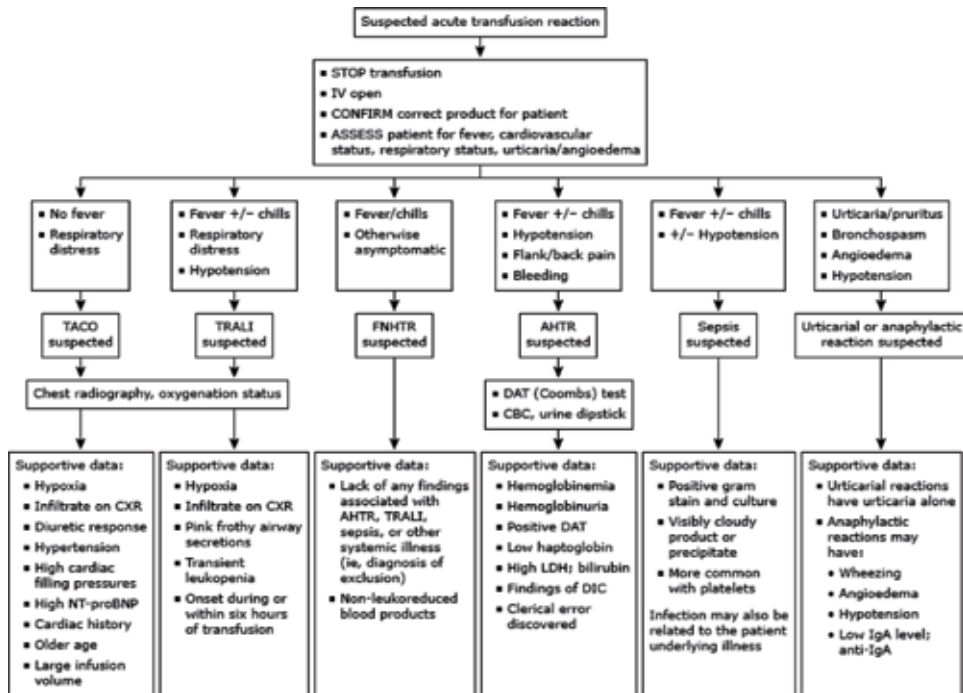 Suspected acute transfusion reaction
▪ STOP transfusion
▪ IV open
▪ CONFIRM correct product for patient
▪ ASSESS patient for fever, cardiovascular
status, respiratory status, urticaria/angioedema
▪ No fever
▪ Respiratory
distress
▪ Fever +/− chills
▪ Respiratory
distress
▪ Hypotension
▪ Fever/chills
▪ Otherwise
asymptomatic
▪ Fever +/− chills
▪ Hypotension
▪ Flank/back pain
▪ Bleeding
▪ Fever +/− chills
▪ +/− Hypotension
▪ Urticaria/pruritus
▪ Bronchospasm
▪ Angioedema
▪ Hypotension
TACO
suspected
TRALI
suspected
FNHTR
suspected
AHTR
suspected
Sepsis
suspected
Urticarial or anaphylactic
reaction suspected
Chest radiography, oxygenation status
▪ DAT (Coombs) test
▪ CBC, urine dipstick
Supportive data:
▪ Hypoxia
▪ Infiltrate on CXR
▪ Diuretic response
▪ Hypertension
▪ High cardiac
filling pressures
▪ High NT-proBNP
▪ Cardiac history
▪ Older age
▪ Large infusion
volume
Supportive data:
▪ Hypoxia
▪ Infiltrate on CXR
▪ Pink frothy airway
secretions
▪ Transient
leukopenia
▪ Onset during or
within six hours
of transfusion
Supportive data:
▪ Lack of any findings
associated with
AHTR, TRALI,
sepsis, or other
systemic illness
(ie, diagnosis of
exclusion)
▪ Non-leukoreduced
blood products
Supportive data:
▪ Hemoglobinemia
▪ Hemoglobinuria
▪ Positive DAT
▪ Low haptoglobin
▪ High LDH; bilirubin
▪ Findings of DIC
▪ Clerical error
discovered
Supportive data:
▪ Positive gram
stain and culture
▪ Visibly cloudy
product or
precipitate
▪ More common
with platelets
Infection may also be
related to the patient
underlying illness
Supportive data:
▪ Urticarial reactions
have urticaria alone
▪ Anaphylactic
reactions may
have:
▪ Wheezing
▪ Angioedema
▪ Hypotension
▪ Low IgA level;
anti-IgA